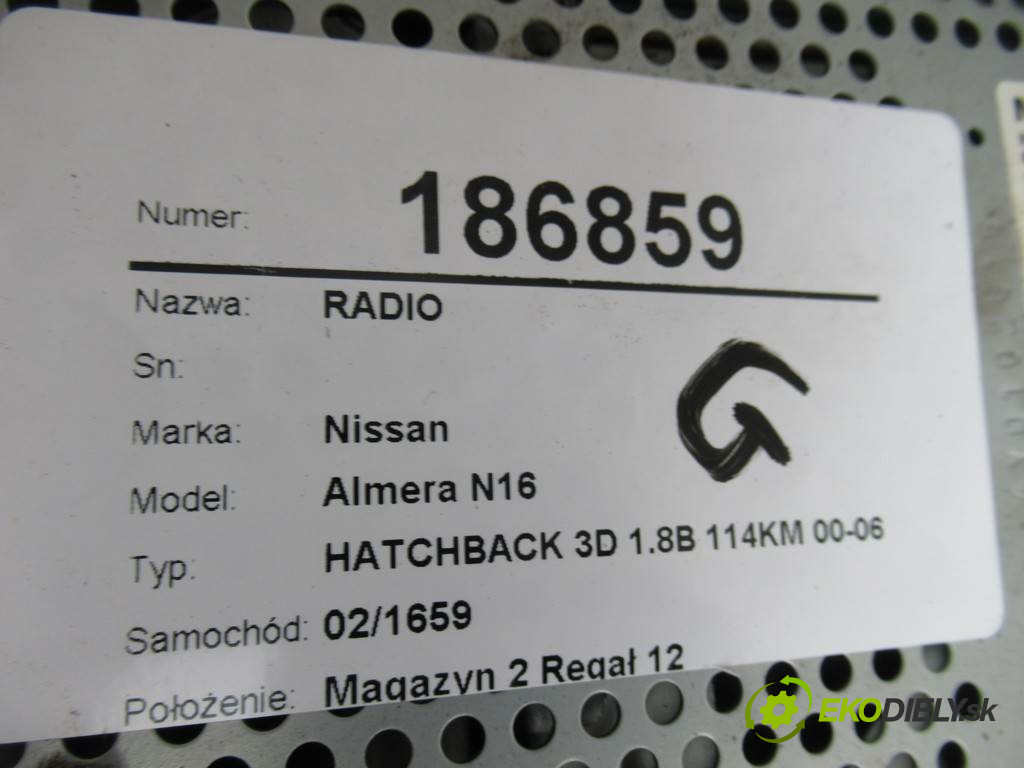 Numer: 186859
Nazwa: RADIO
Sn:
Marka: Nissan
G
Model: Almera N16
Typ: HATCHBACK 3D 1.8B 114KM 00-06
Samochód: 02/1659
Położenie: Magazyn 2 Regał 12
EKODIBLY.sk